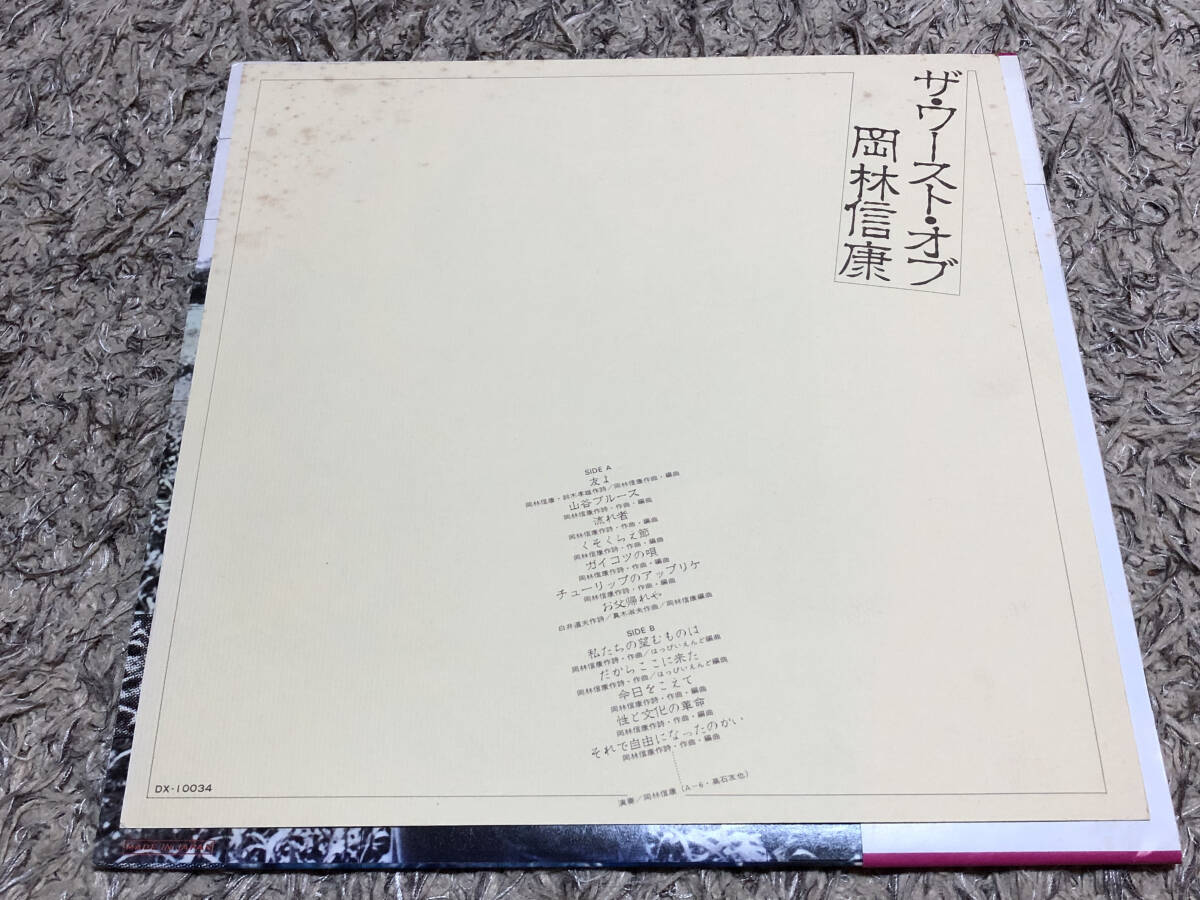 ザ・ウースト・オブ
岡林信康
SIDE A
友よ
岡林信康・鈴木孝雄作詩／岡林信康作曲・編曲
山谷ブルース
岡林信康作詩・作曲・編曲
流れ者
岡林信康作詩・作曲・編曲
くそくらえ節
岡林信康作詩・作曲・編曲
ガイコツの唄
岡林信康作詩・作曲・編曲
チューリップのアップリケ
岡林信康作詩・作曲・編曲
お父帰れや
白井道夫作詩／真木淑夫作曲／岡林信康編曲
SIDE B
私たちの望むものは
岡林信康作詩・作曲／はっぴいえんど編曲
だからここに来た
岡林信康作詩・作曲／はっぴいえんど編曲
今日をこえて
岡林信康作詩・作曲・編曲
性と文化の革命
岡林信康作詩・作曲・編曲
それで自由になったのかい
岡林信康作詩・作曲・編曲
演奏／岡林信康（A-6・高石友也）
DX-10034
MADE IN JAPAN